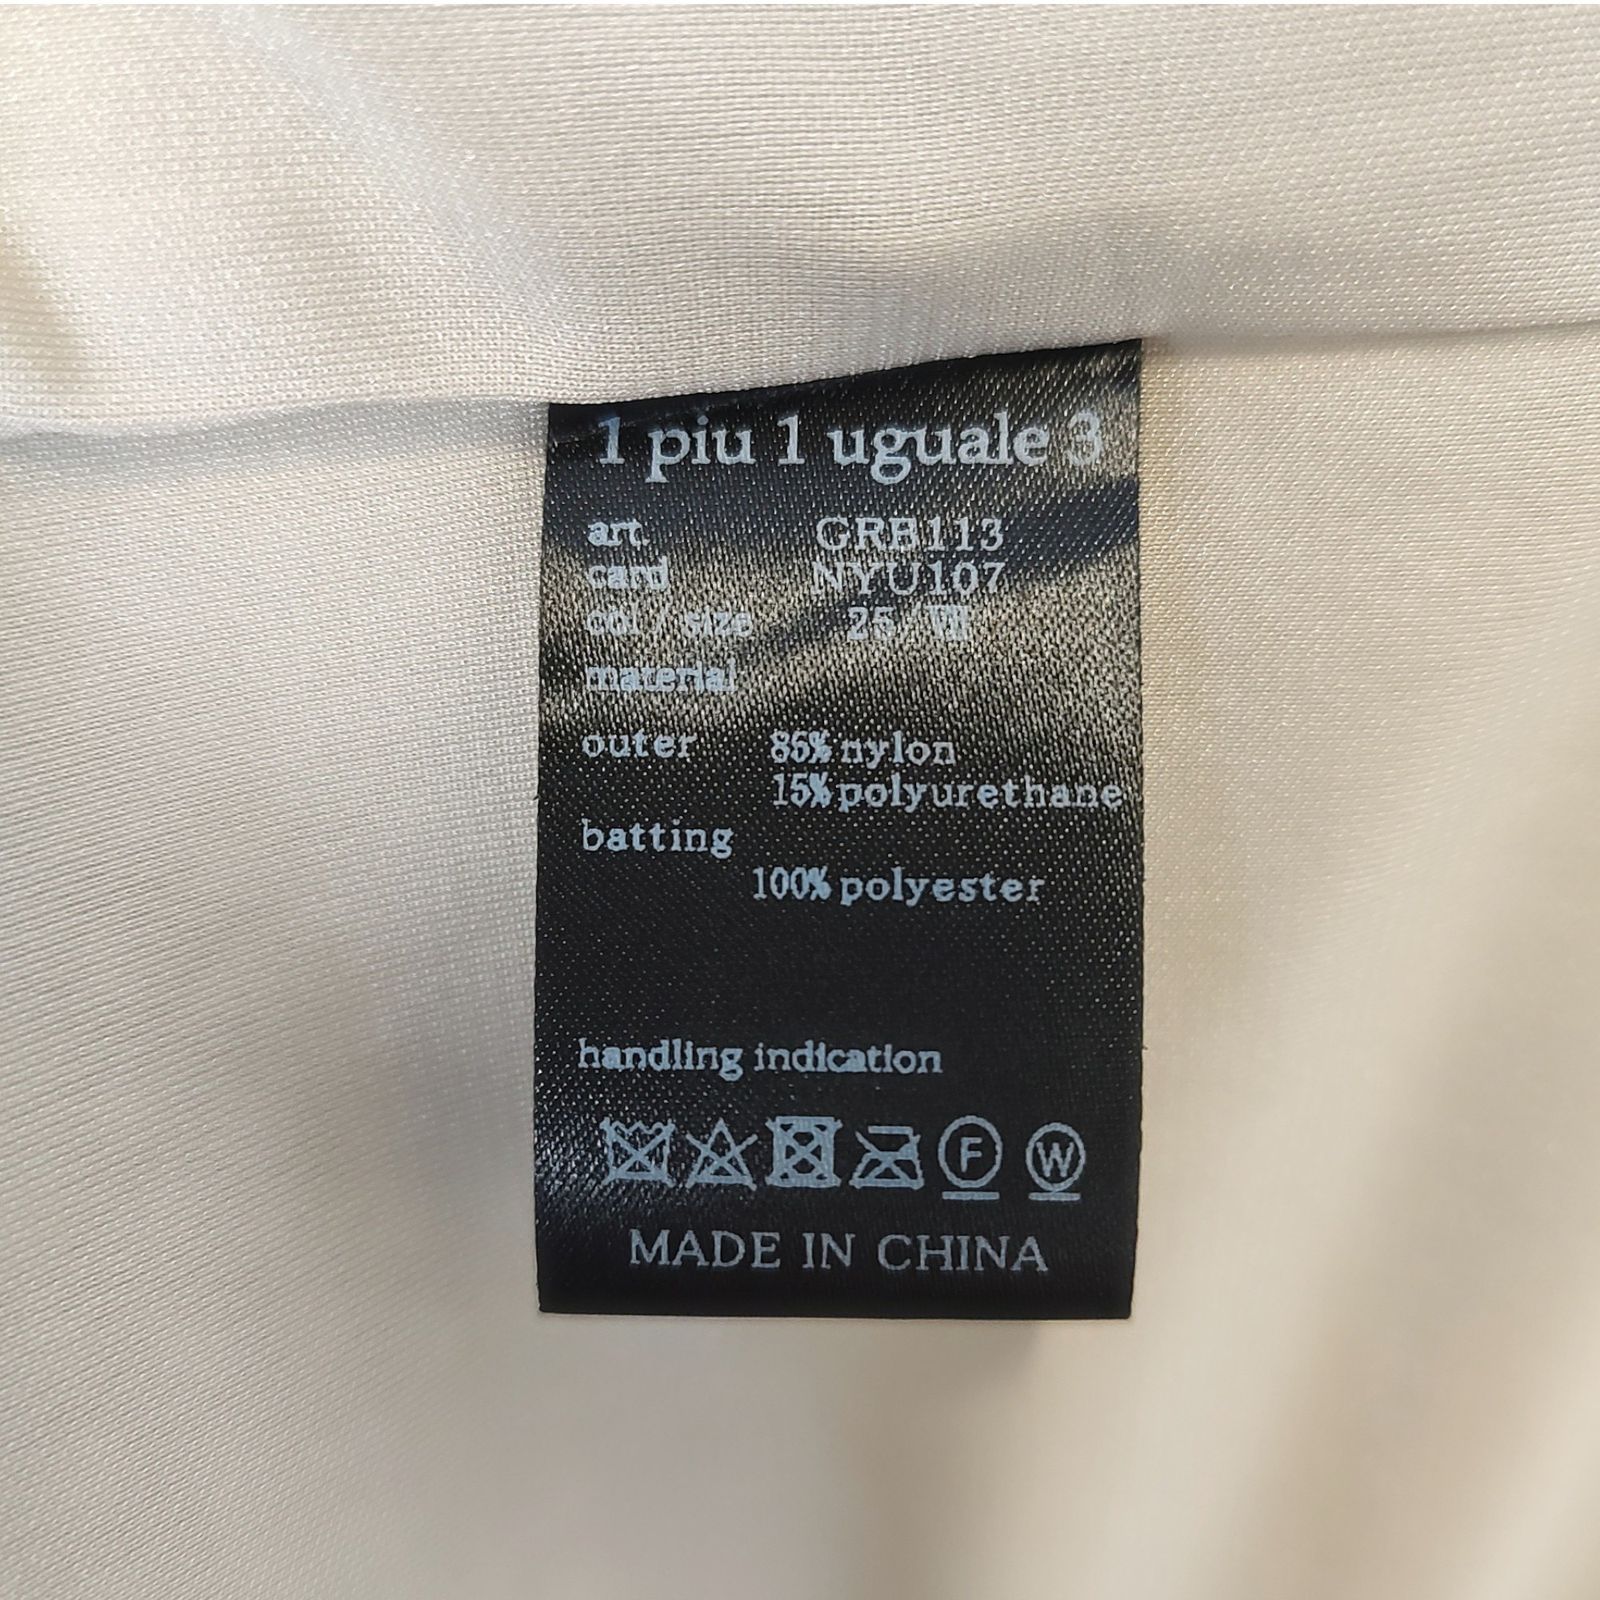 1 piu 1 uguale 3
art. GRB113
card NYU107
col/size 25/Ⅶ
material
outer 85% nylon
15% polyurethane
batting
100% polyester
handling indication
F W
MADE IN CHINA